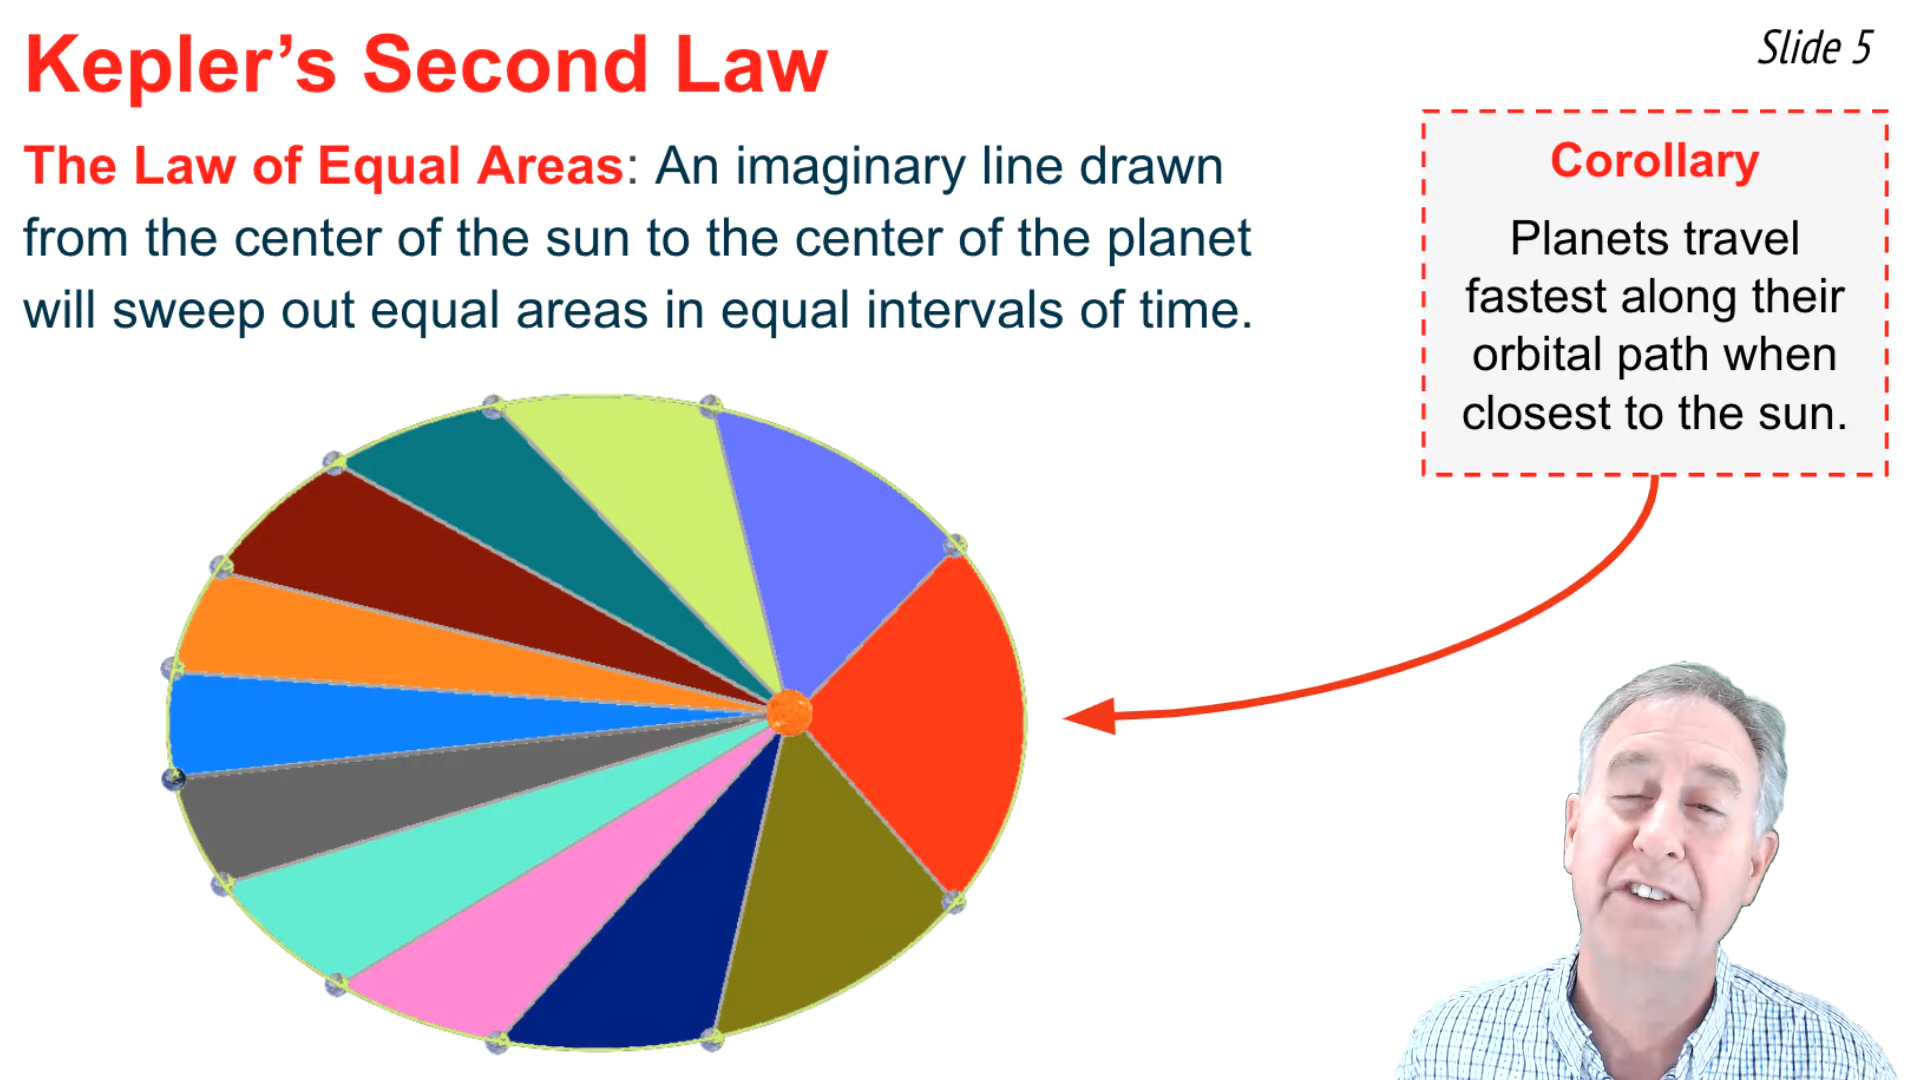 Kepler’s Second Law
Slide 5
The Law of Equal Areas: An imaginary line drawn
from the center of the sun to the center of the planet
will sweep out equal areas in equal intervals of time.
Corollary
Planets travel
fastest along their
orbital path when
closest to the sun.